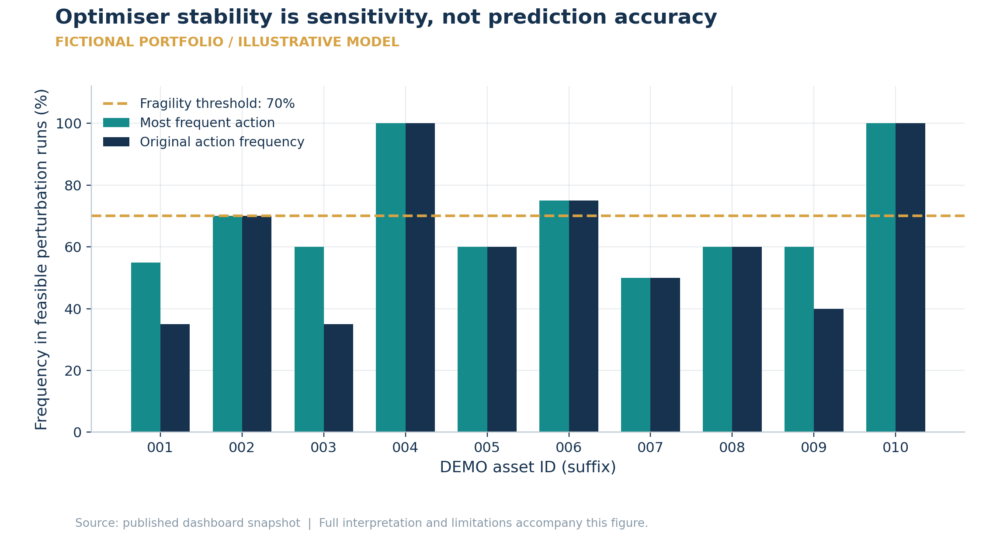 Optimiser stability is sensitivity, not prediction accuracy
FICTIONAL PORTFOLIO / ILLUSTRATIVE MODEL
Frequency in feasible perturbation runs (%)
Fragility threshold: 70%
Most frequent action
Original action frequency
100
80
60
40
20
0
001 002 003 004 005 006 007 008 009 010
DEMO asset ID (suffix)
Source: published dashboard snapshot | Full interpretation and limitations accompany this figure.